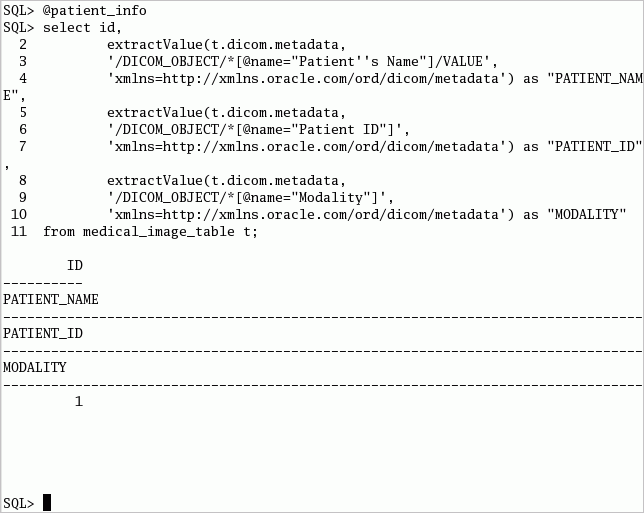 SQL> @patient_info
SQL> select id,
  2          extractValue(t.dicom.metadata,
  3          '/DICOM_OBJECT/*[@name="Patient''s Name"]/VALUE',
  4          'xmlns=http://xmlns.oracle.com/ord/dicom/metadata') as "PATIENT_NAM
E",
  5          extractValue(t.dicom.metadata,
  6          '/DICOM_OBJECT/*[@name="Patient ID"]',
  7          'xmlns=http://xmlns.oracle.com/ord/dicom/metadata') as "PATIENT_ID"
,
  8          extractValue(t.dicom.metadata,
  9          '/DICOM_OBJECT/*[@name="Modality"]',
 10          'xmlns=http://xmlns.oracle.com/ord/dicom/metadata') as "MODALITY"
 11  from medical_image_table t;
        ID
----------
PATIENT_NAME
--------------------------------------------------------------------------------
PATIENT_ID
--------------------------------------------------------------------------------
MODALITY
--------------------------------------------------------------------------------
         1
SQL>